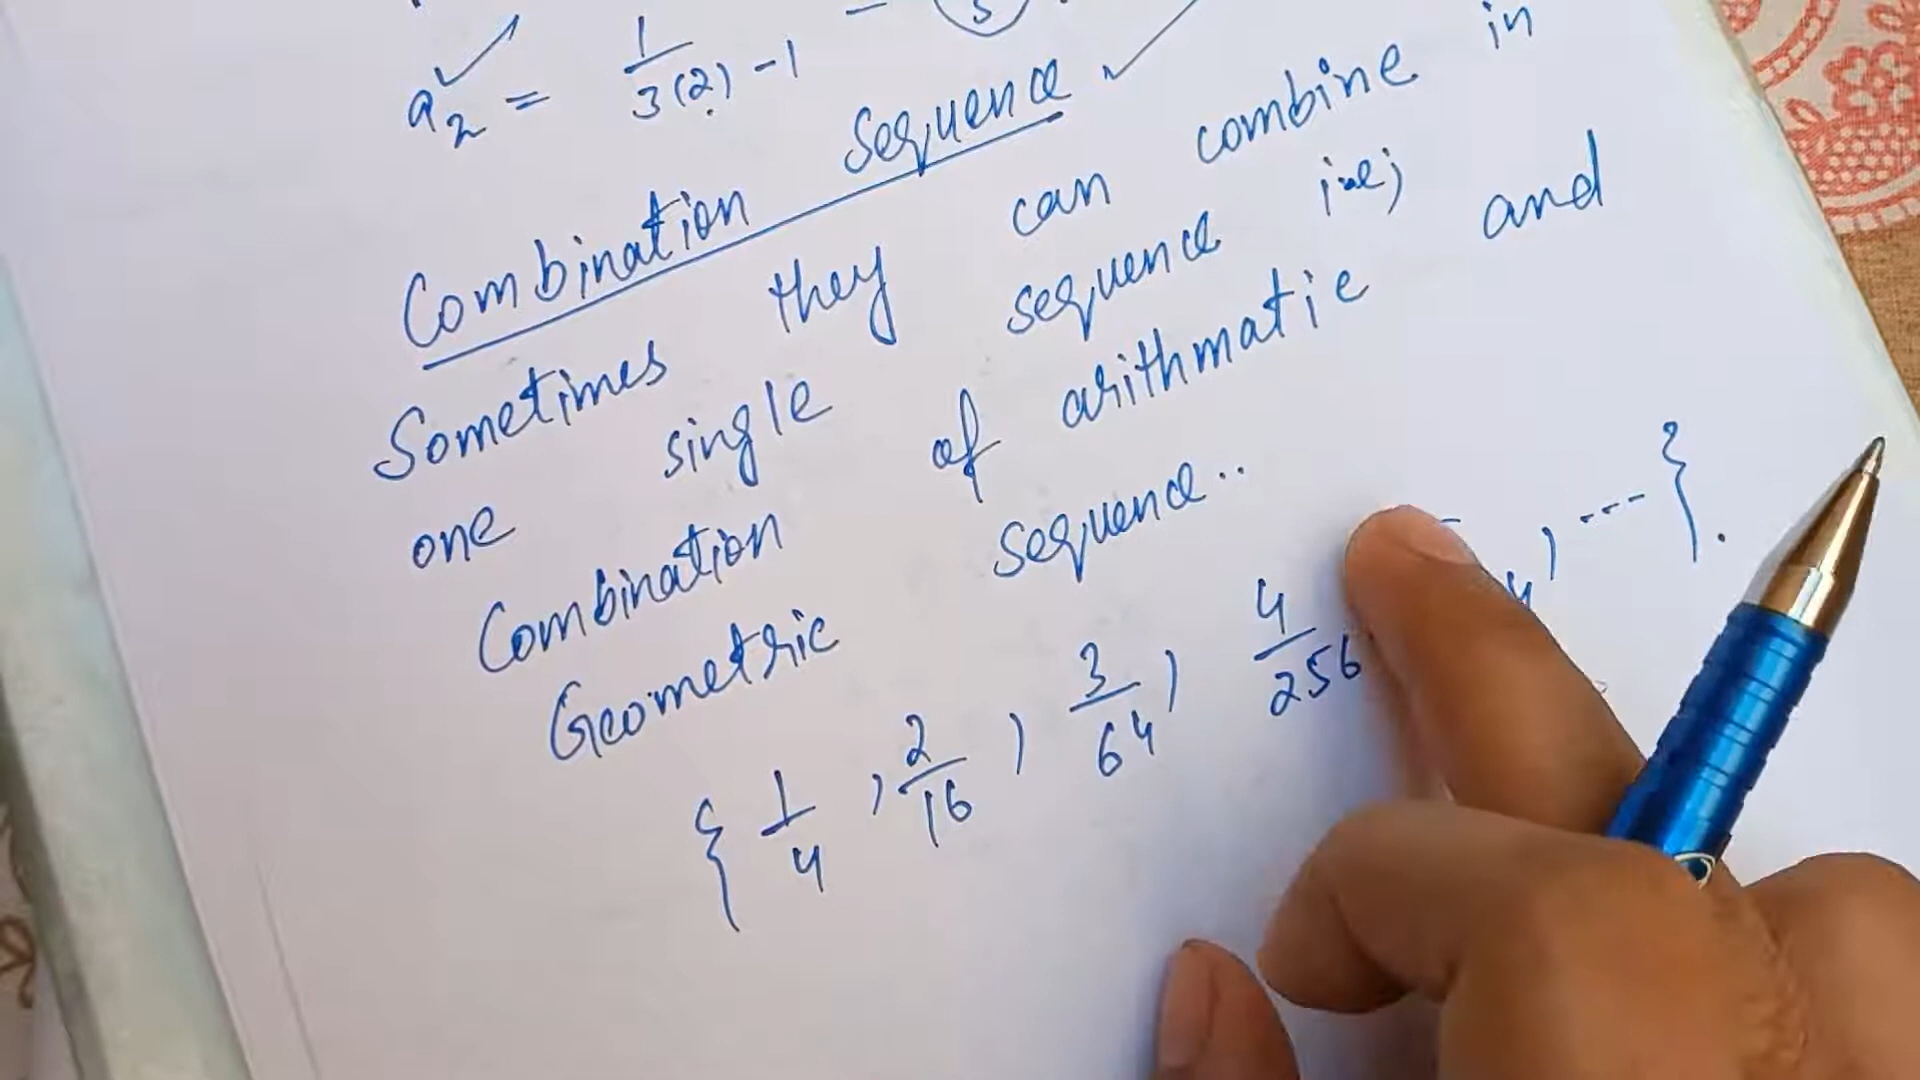 a₂ = 1/3(2)-1 - 5
Combination Sequence ✓
Sometimes they can combine in
one single sequence i.e;
Combination of arithmatic and
Geometric sequence..
{ 1/4 , 2/16 , 3/64 , 4/256 , ---- }.